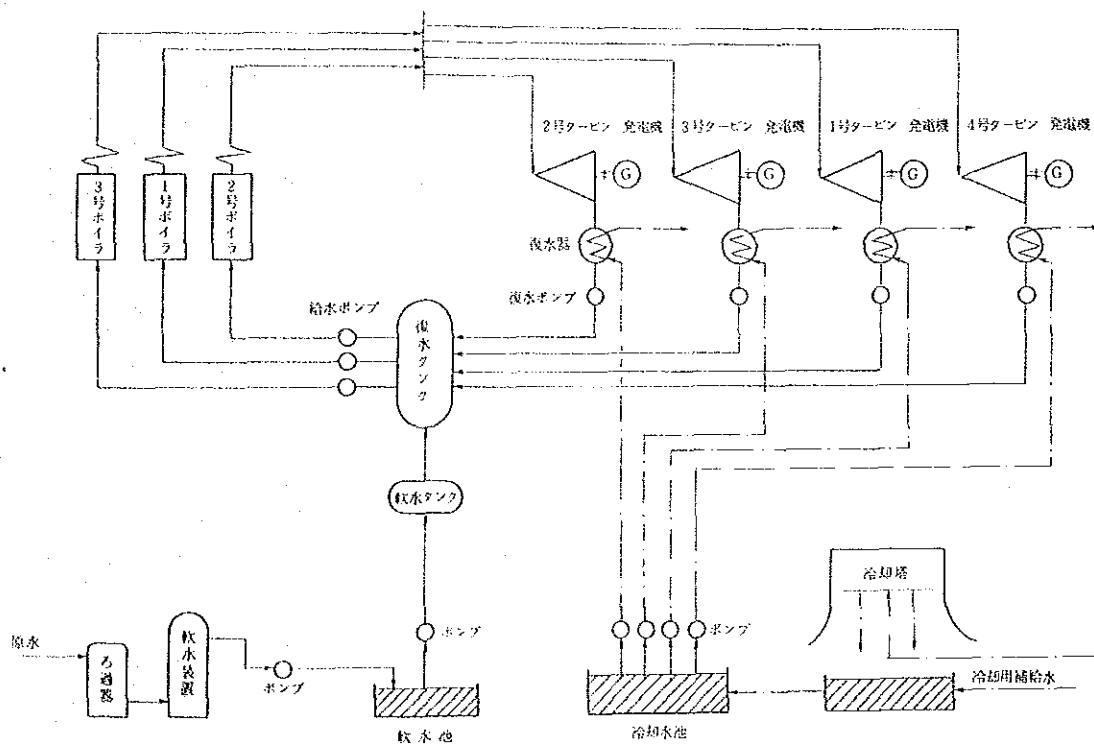 2号タービン 発電機
3号タービン 発電機
1号タービン 発電機
4号タービン 発電機
G
G
G
G
3号ボイラ
1号ボイラ
2号ボイラ
復水器
復水ポンプ
給水ポンプ
復水タンク
軟水タンク
冷却塔
原水
ろ過器
軟水装置
ポンプ
ポンプ
ポンプ
冷却用補給水
軟水池
冷却水池